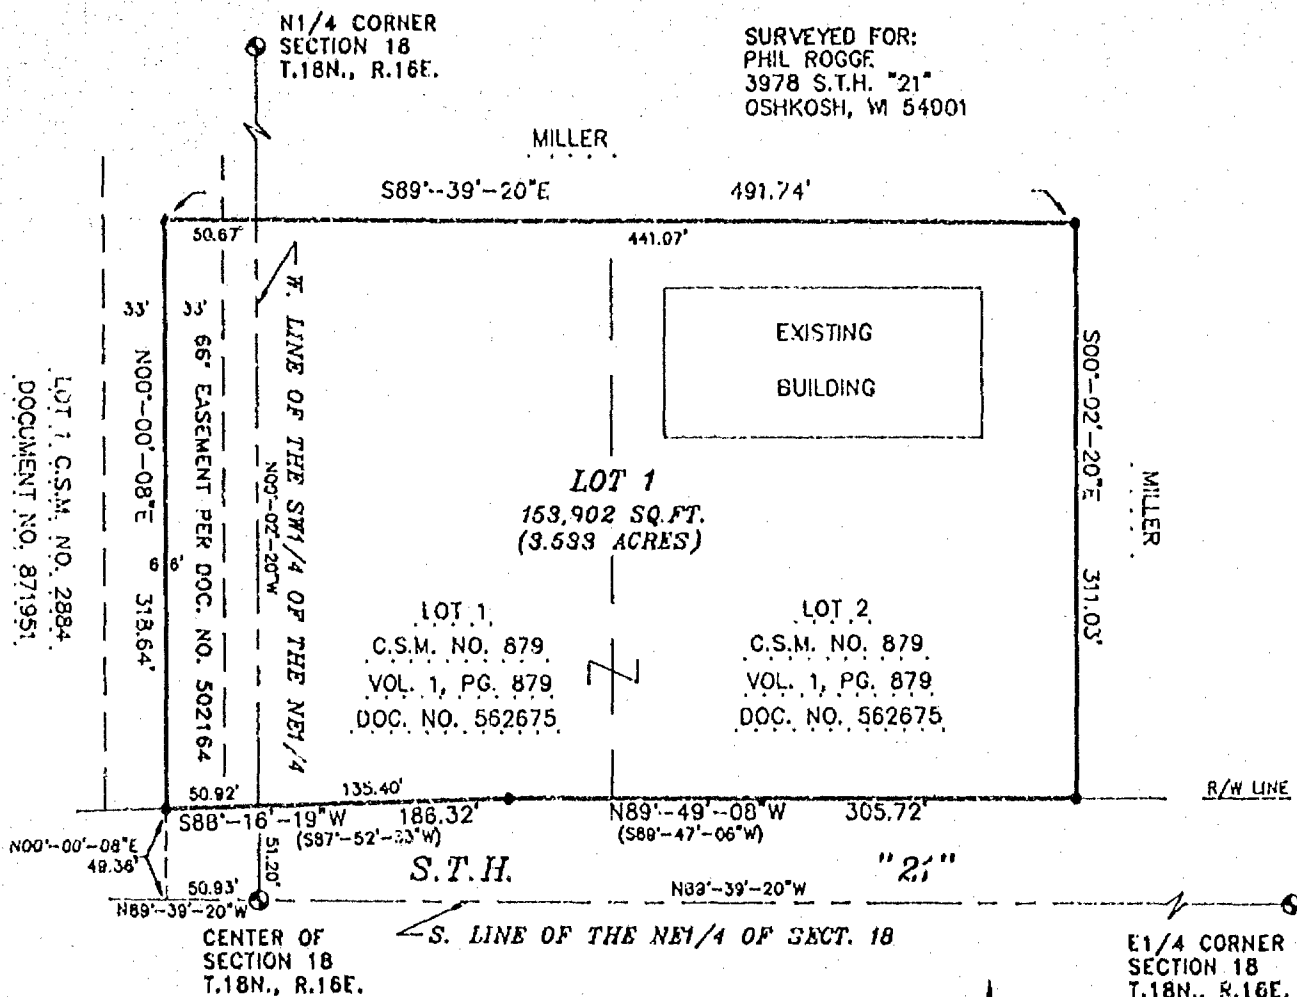 N1/4 CORNER
SECTION 18
T.18N., R.16E.
SURVEYED FOR:
PHIL ROGGE
3978 S.T.H. "21"
OSHKOSH, WI 54901
MILLER
S89°-39'-20"E 491.74'
50.67' 441.07'
33' 33'
EXISTING
BUILDING
W. LINE OF THE SW1/4 OF THE NE1/4
N00°-02'-20"W
66' EASEMENT PER DOC. NO. 502164
N00°-00'-08"E 318.64'
66'
LOT 1 C.S.M. NO. 2884
DOCUMENT NO. 871951
S00°-02'-20"E 311.03'
MILLER
LOT 1
153,902 SQ.FT.
(3.533 ACRES)
LOT 1
C.S.M. NO. 879
VOL. 1, PG. 879
DOC. NO. 562675
LOT 2
C.S.M. NO. 879
VOL. 1, PG. 879
DOC. NO. 562675
50.92' 135.40'
S88°-16'-19"W 186.32'
(S87°-52'-33"W)
N89°-49'-08"W 305.72'
(S89°-47'-06"W)
R/W LINE
N00°-00'-08"E
49.36'
51.20'
S.T.H. "21"
50.93'
N89°-39'-20"W
N89°-39'-20"W
CENTER OF
SECTION 18
T.18N., R.16E.
S. LINE OF THE NE1/4 OF SECT. 18
E1/4 CORNER
SECTION 18
T.18N., R.16E.